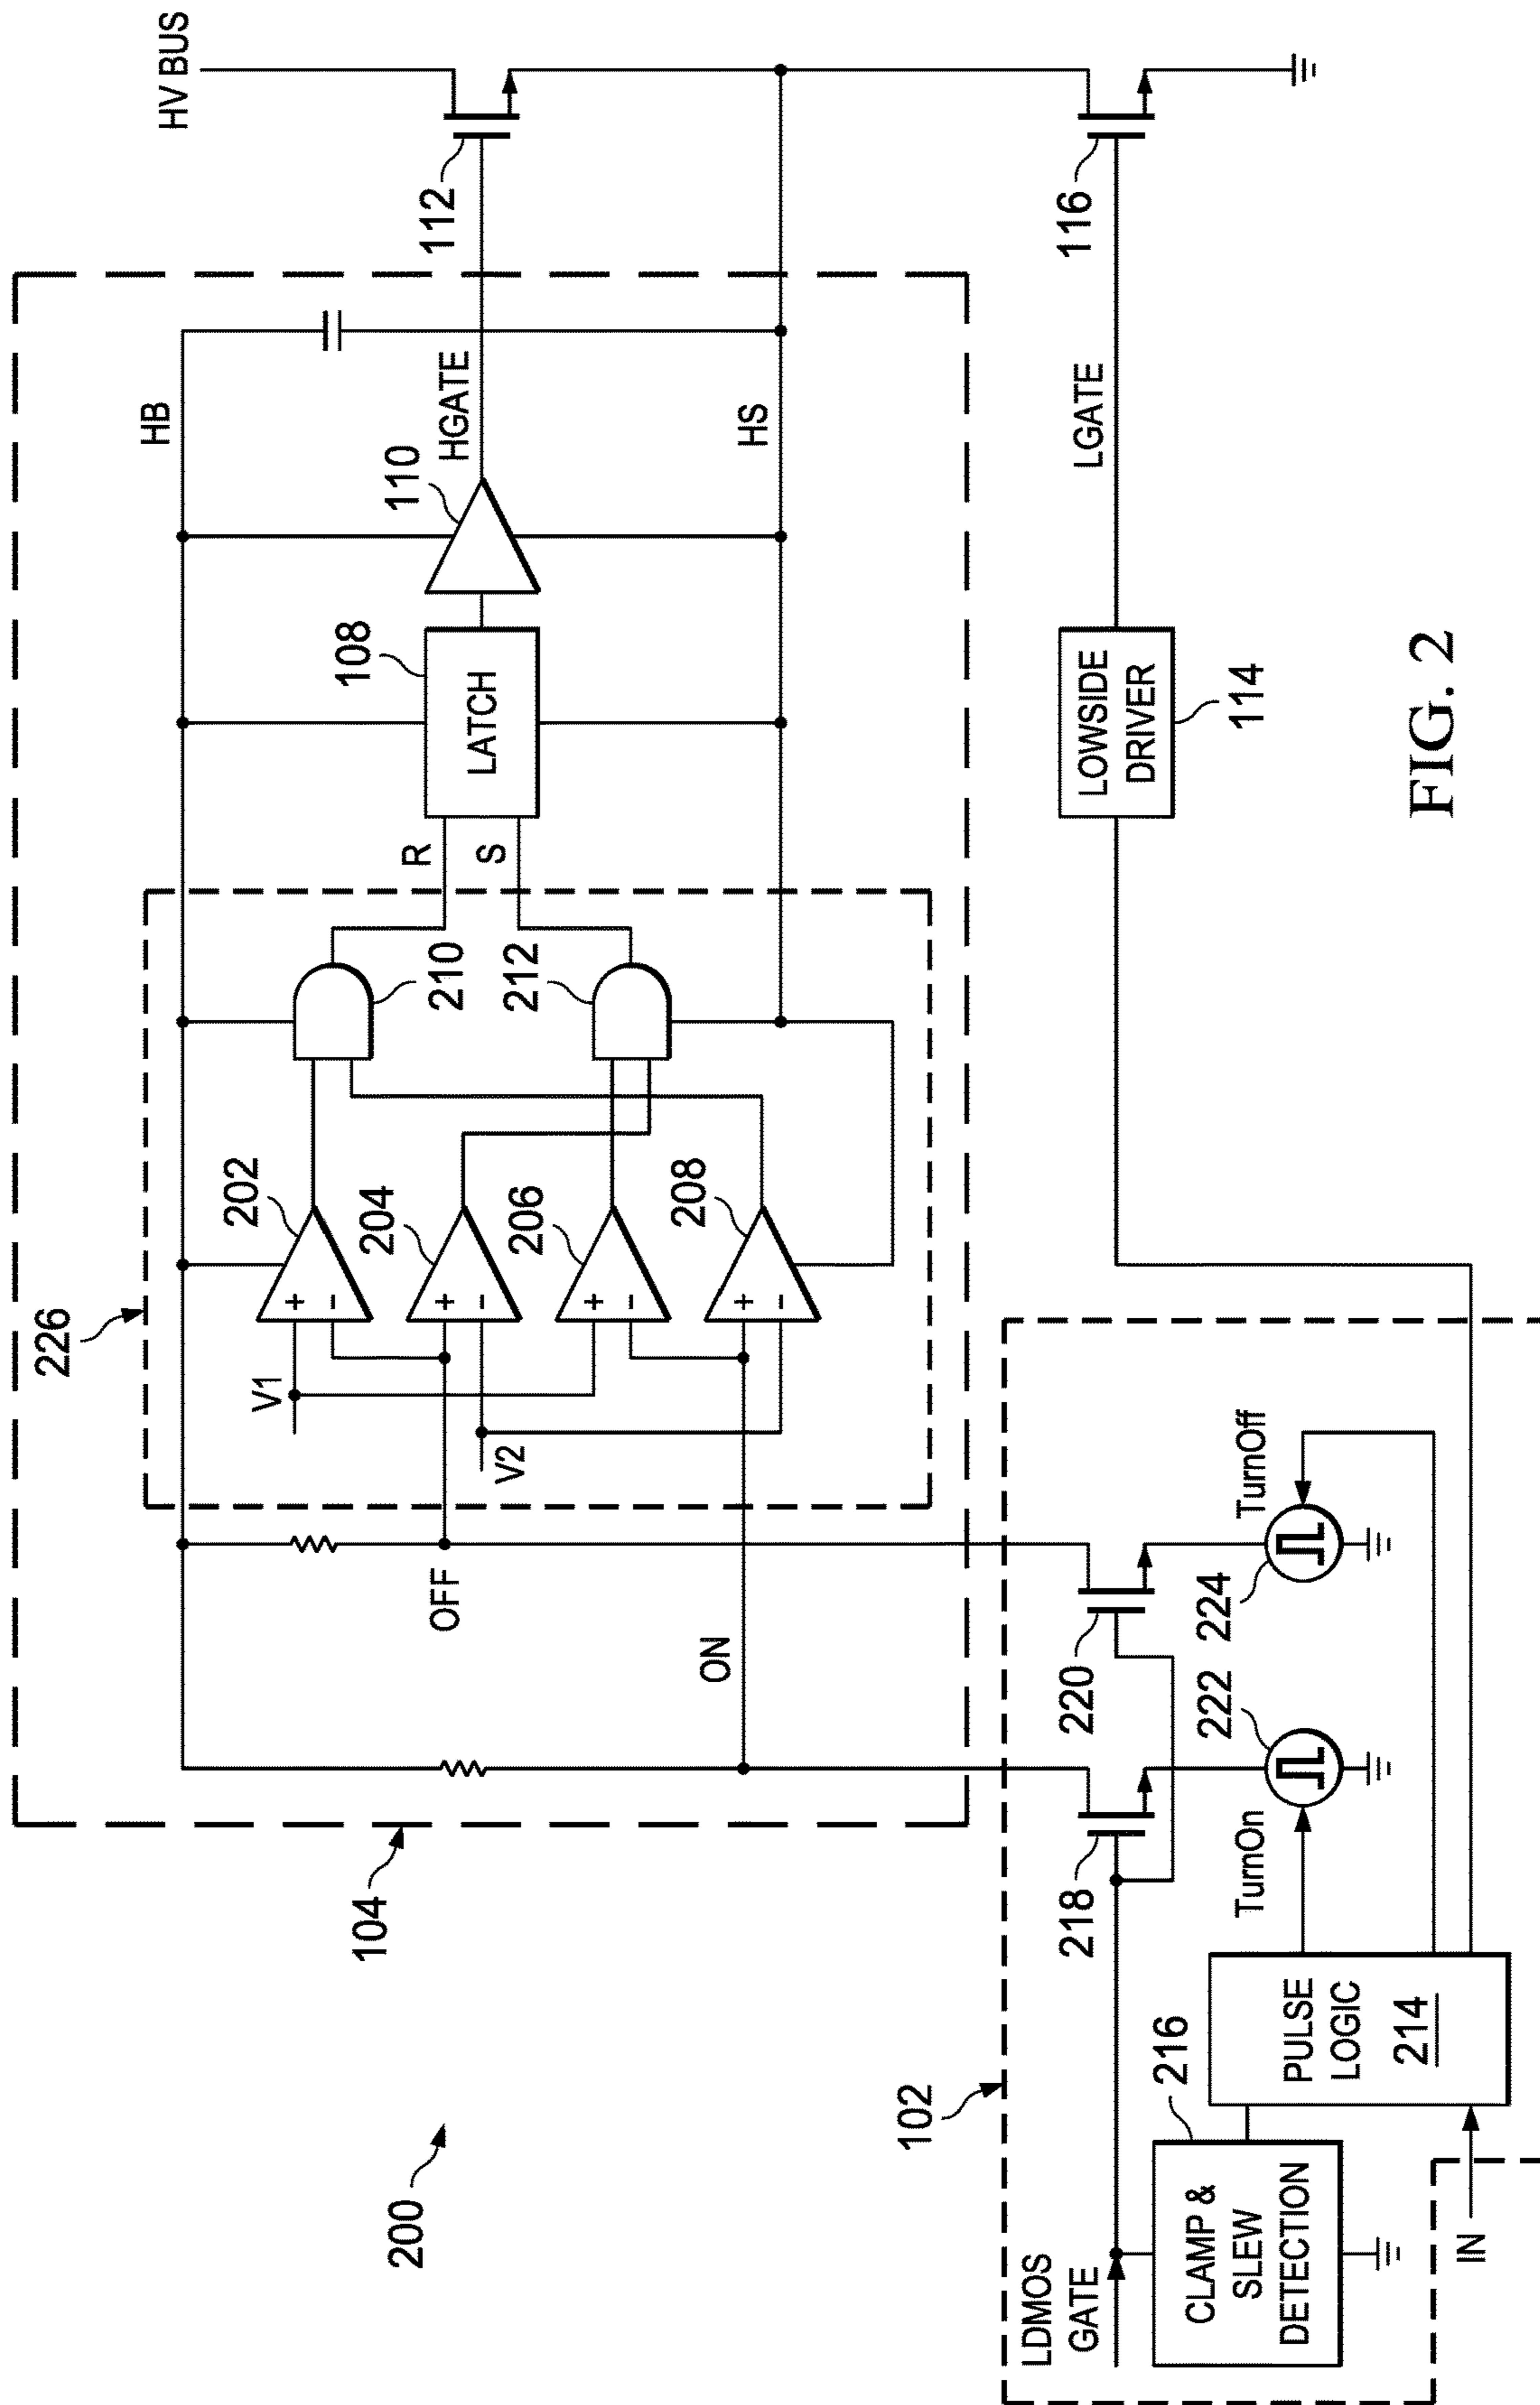 200
104
226
HB
HV BUS
V1
V2
202
204
206
208
+
−
+
−
+
−
+
−
210
212
R
S
LATCH
108
110
HGATE
112
HS
OFF
ON
102
LDMOS
GATE
CLAMP &
SLEW
DETECTION
216
IN
PULSE
LOGIC
214
218
220
TurnOn
222
224
TurnOff
LOWSIDE
DRIVER
114
LGATE
116
FIG. 2